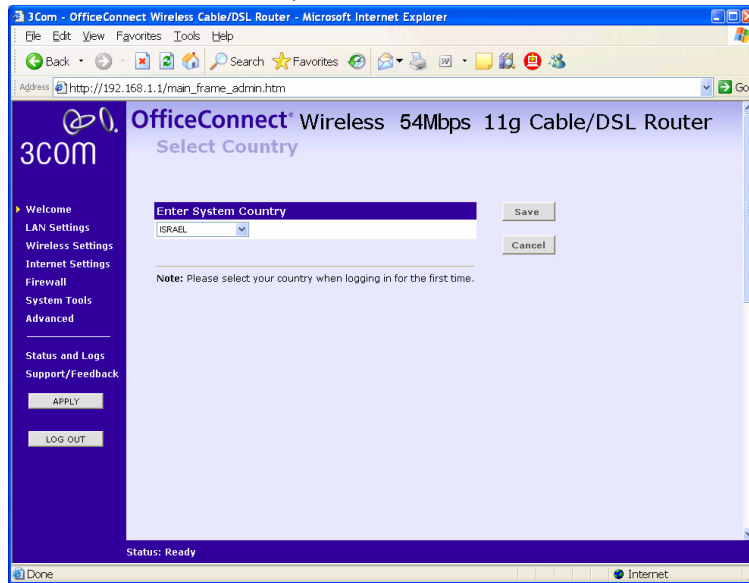 3Com - OfficeConnect Wireless Cable/DSL Router - Microsoft Internet Explorer
File Edit View Favorites Tools Help
Back Search Favorites
Address http://192.168.1.1/main_frame_admin.htm Go
3COM
OfficeConnect® Wireless 54Mbps 11g Cable/DSL Router
Select Country
Welcome
LAN Settings
Wireless Settings
Internet Settings
Firewall
System Tools
Advanced
Status and Logs
Support/Feedback
APPLY
LOG OUT
Enter System Country
ISRAEL
Save
Cancel
Note: Please select your country when logging in for the first time.
Status: Ready
Done Internet